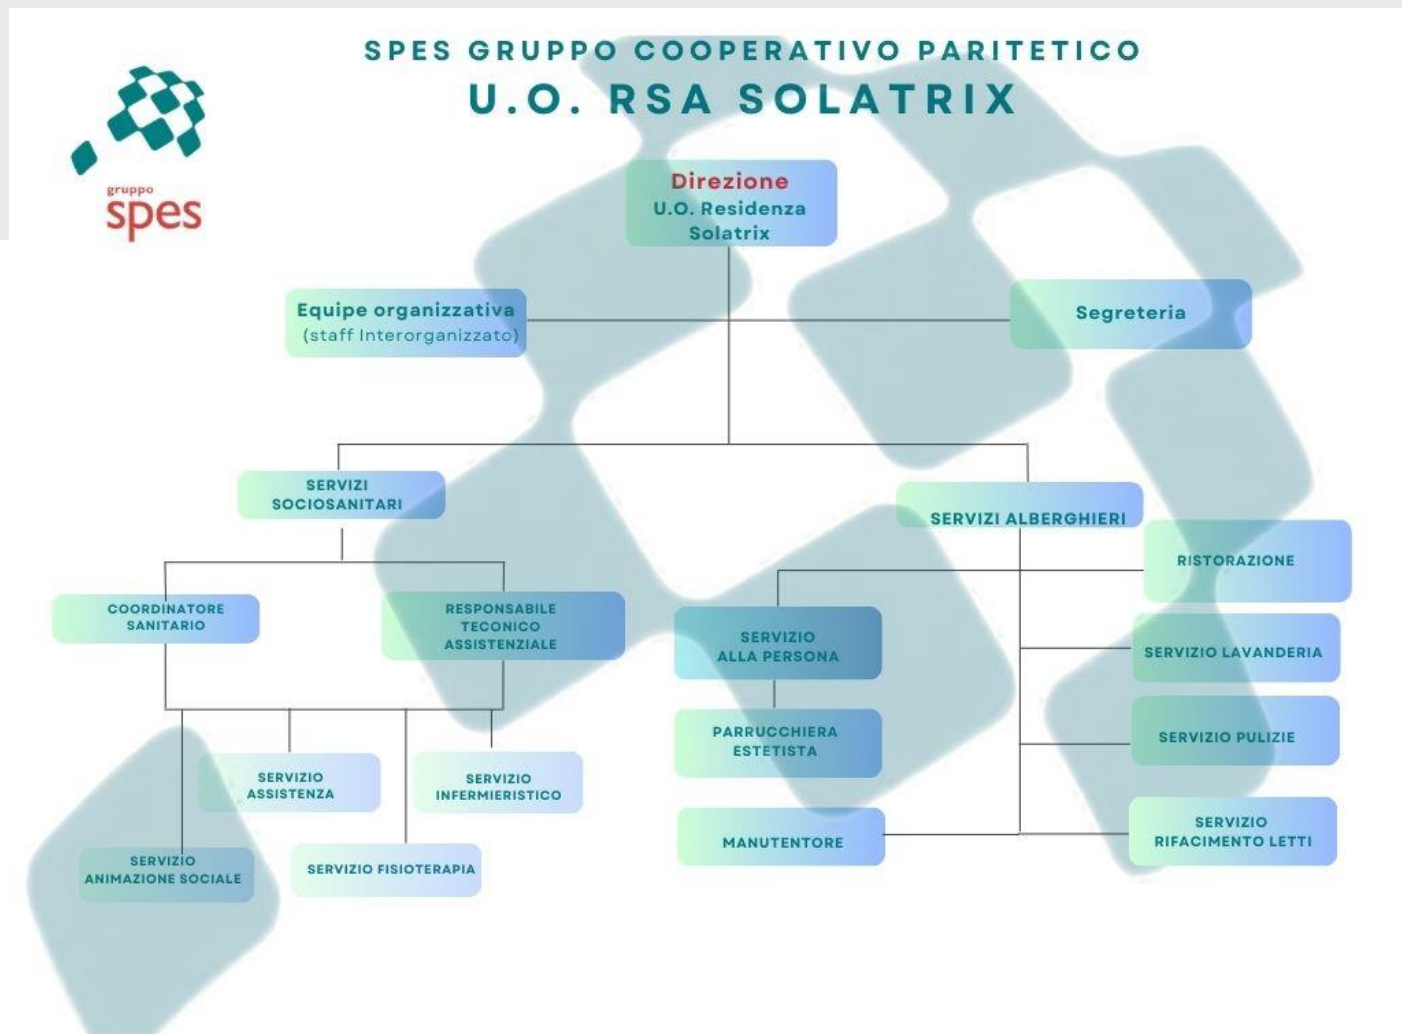 SPES GRUPPO COOPERATIVO PARITETICO
U.O. RSA SOLATRIX
gruppo
spes
Direzione
U.O. Residenza
Solatrix
Equipe organizzativa
(staff Interorganizzato)
Segreteria
SERVIZI
SOCIOSANITARI
SERVIZI ALBERGHIERI
COORDINATORE
SANITARIO
RESPONSABILE
TECONICO
ASSISTENZIALE
SERVIZIO
ASSISTENZA
SERVIZIO
INFERMIERISTICO
SERVIZIO
ANIMAZIONE SOCIALE
SERVIZIO FISIOTERAPIA
SERVIZIO
ALLA PERSONA
PARRUCCHIERA
ESTETISTA
MANUTENTORE
RISTORAZIONE
SERVIZIO LAVANDERIA
SERVIZIO PULIZIE
SERVIZIO
RIFACIMENTO LETTI